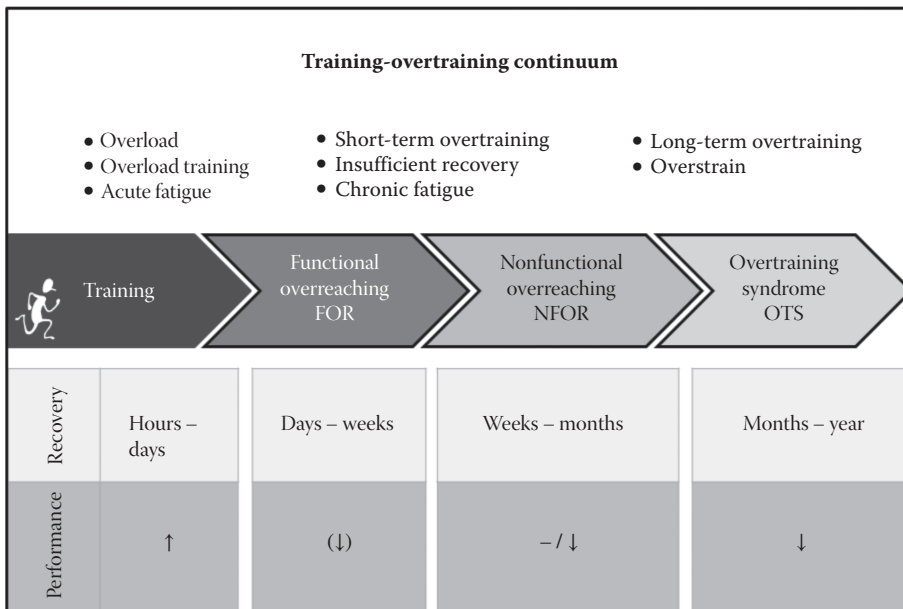 Training-overtraining continuum
• Overload
• Overload training
• Acute fatigue
• Short-term overtraining
• Insufficient recovery
• Chronic fatigue
• Long-term overtraining
• Overstrain
Training
Functional
overreaching
FOR
Nonfunctional
overreaching
NFOR
Overtraining
syndrome
OTS
Recovery
Hours –
days
Days – weeks
Weeks – months
Months – year
Performance
↑
(↓)
– / ↓
↓